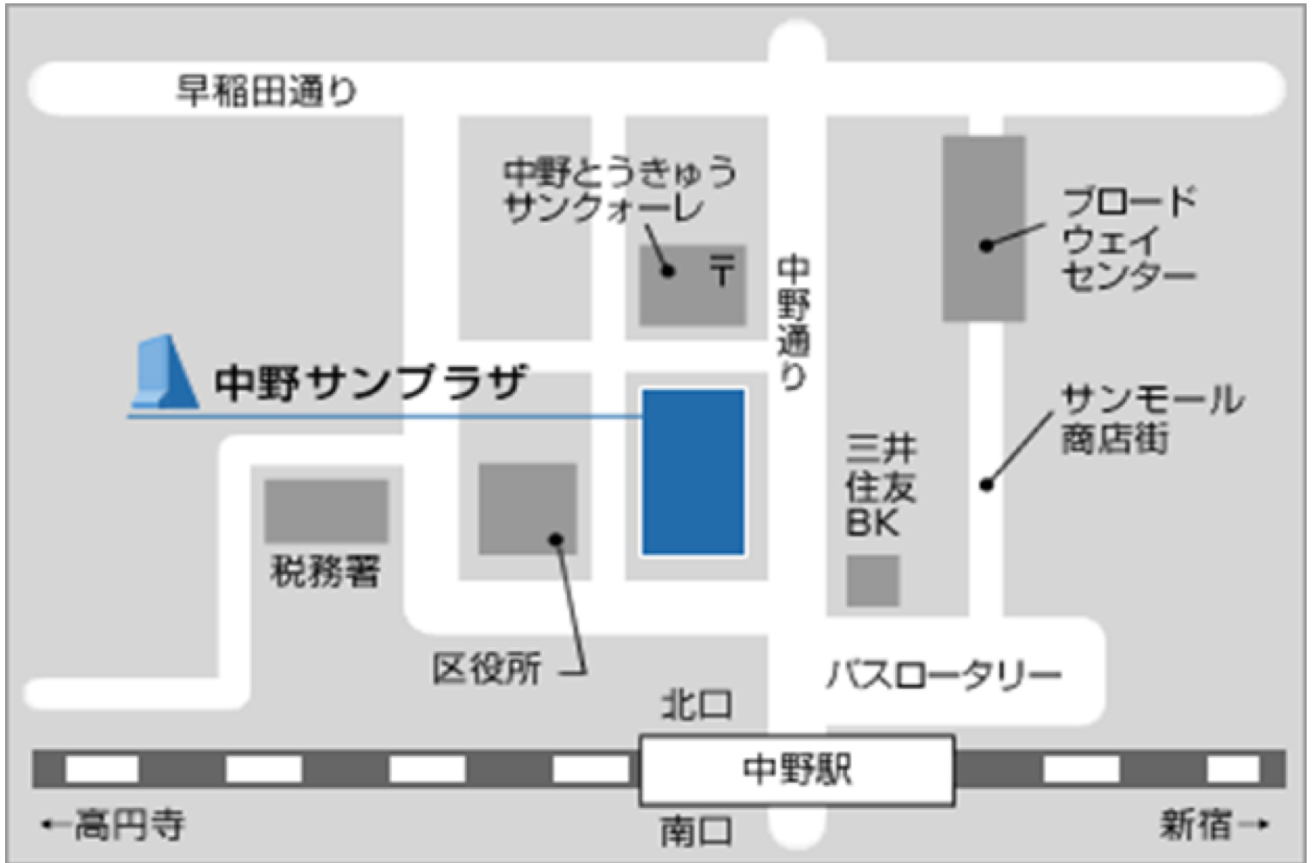 早稲田通り
中野とうきゅう
サンクォーレ
〒
ブロード
ウェイ
センター
中野通り
中野サンプラザ
サンモール
商店街
三井
住友
BK
税務署
区役所
バスロータリー
北口
中野駅
南口
←高円寺
新宿→